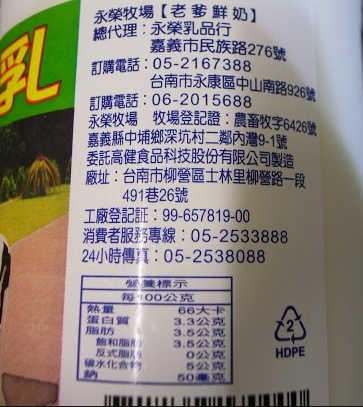 永榮牧場【老爹鮮奶】
總代理：永榮乳品行
嘉義市民族路276號
訂購電話：05-2167388
台南市永康區中山南路926號
訂購電話：06-2015688
永榮牧場 牧場登記證：農畜牧字6426號
嘉義縣中埔鄉深坑村二鄰內灣9-1號
委託高健食品科技股份有限公司製造
廠址：台南市柳營區士林里柳營路一段
491巷26號
工廠登記証：99-657819-00
消費者服務專線：05-2533888
24小時傳真：05-2538088
乳
營養標示
每100公克
熱量 66大卡
蛋白質 3.3公克
脂肪 3.5公克
飽和脂肪 3.5公克
反式脂肪 0公克
碳水化合物 5公克
鈉 50毫克
2
HDPE